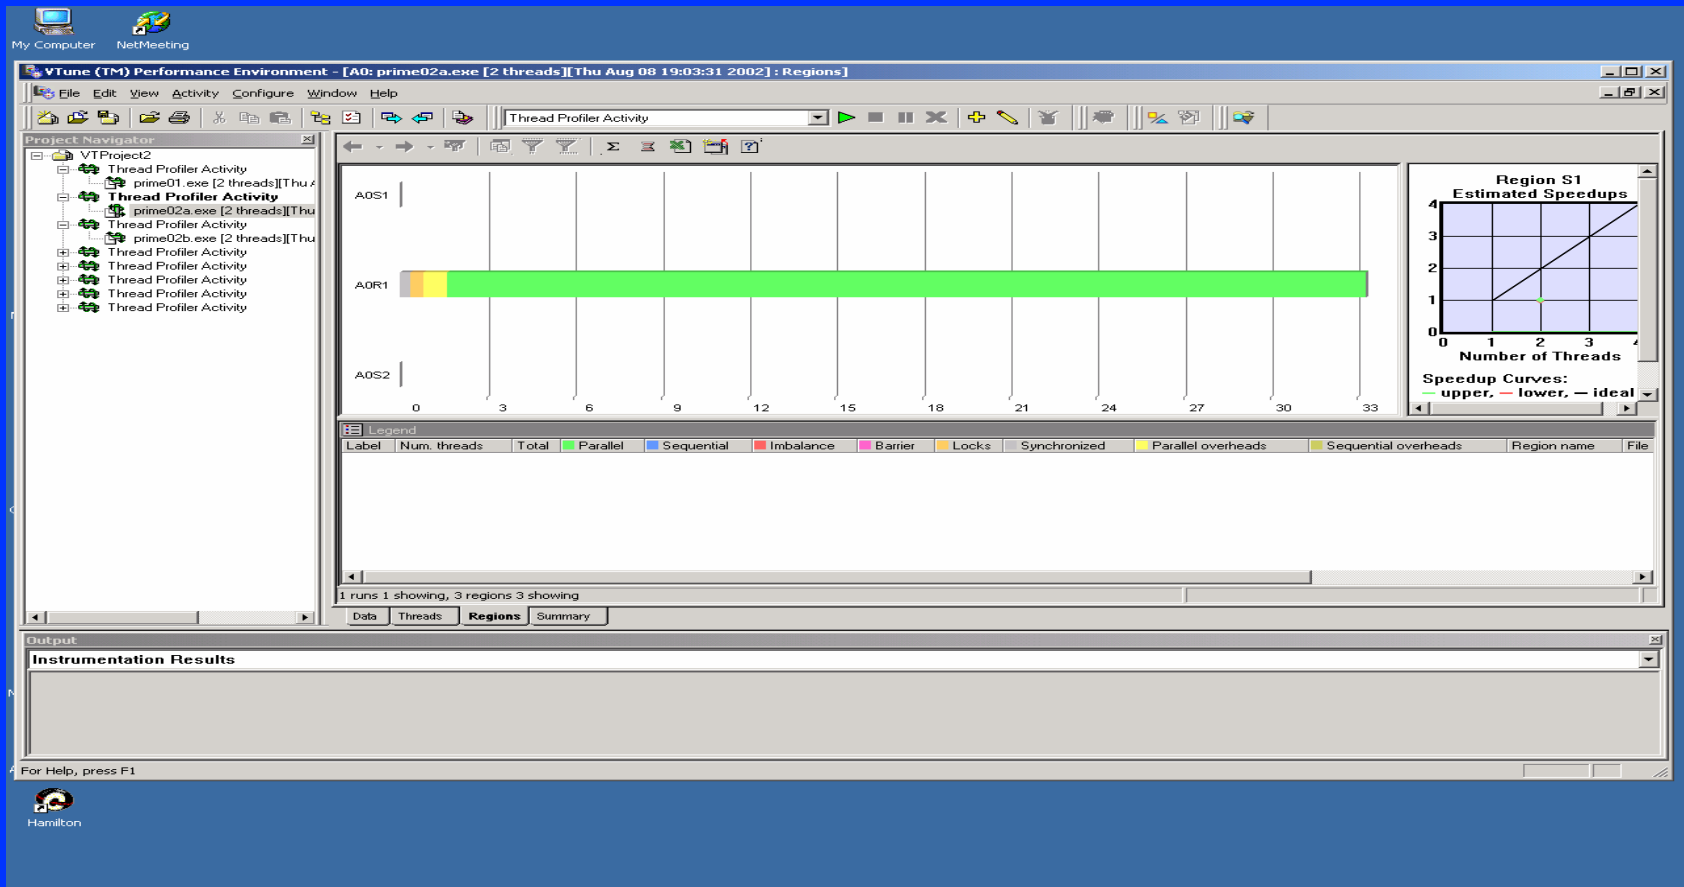 My Computer
NetMeeting
VTune (TM) Performance Environment - [A0: prime02a.exe [2 threads][Thu Aug 08 19:03:31 2002] : Regions]
File Edit View Activity Configure Window Help
Thread Profiler Activity
Project Navigator
VTProject2
Thread Profiler Activity
prime01.exe [2 threads][Thu
Thread Profiler Activity
prime02a.exe [2 threads][Thu
Thread Profiler Activity
prime02b.exe [2 threads][Thu
Thread Profiler Activity
Thread Profiler Activity
Thread Profiler Activity
Thread Profiler Activity
Thread Profiler Activity
A0S1
A0R1
A0S2
0 3 6 9 12 15 18 21 24 27 30 33
Region S1
Estimated Speedups
4
3
2
1
0
0 1 2 3 4
Number of Threads
Speedup Curves:
upper, lower, ideal
Legend
Label Num. threads Total Parallel Sequential Imbalance Barrier Locks Synchronized Parallel overheads Sequential overheads Region name File
1 runs 1 showing, 3 regions 3 showing
Data Threads Regions Summary
Output
Instrumentation Results
For Help, press F1
Hamilton